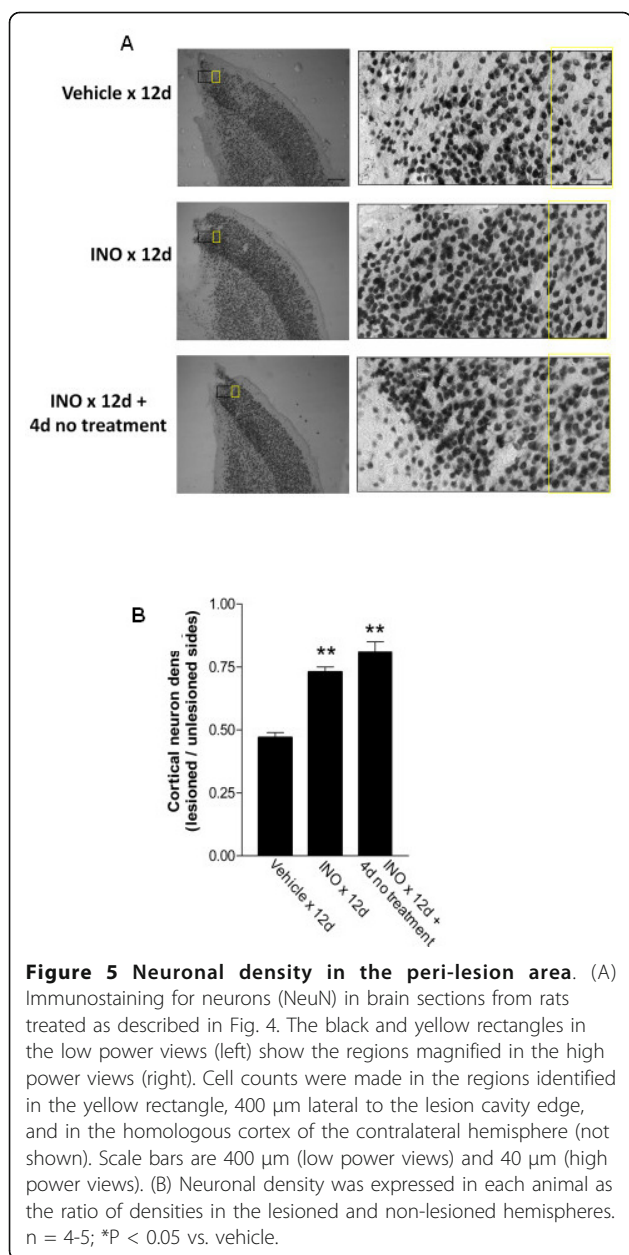 A
Vehicle x 12d
INO x 12d
INO x 12d +
4d no treatment
B
Cortical neuron dens
(lesioned / unlesioned sides)
1.00
0.75
0.50
0.25
0.00
**
**
Vehicle x 12d
INO x 12d
INO x 12d +
4d no treatment
Figure 5 Neuronal density in the peri-lesion area. (A)
Immunostaining for neurons (NeuN) in brain sections from rats
treated as described in Fig. 4. The black and yellow rectangles in
the low power views (left) show the regions magnified in the high
power views (right). Cell counts were made in the regions identified
in the yellow rectangle, 400 μm lateral to the lesion cavity edge,
and in the homologous cortex of the contralateral hemisphere (not
shown). Scale bars are 400 μm (low power views) and 40 μm (high
power views). (B) Neuronal density was expressed in each animal as
the ratio of densities in the lesioned and non-lesioned hemispheres.
n = 4-5; *P < 0.05 vs. vehicle.